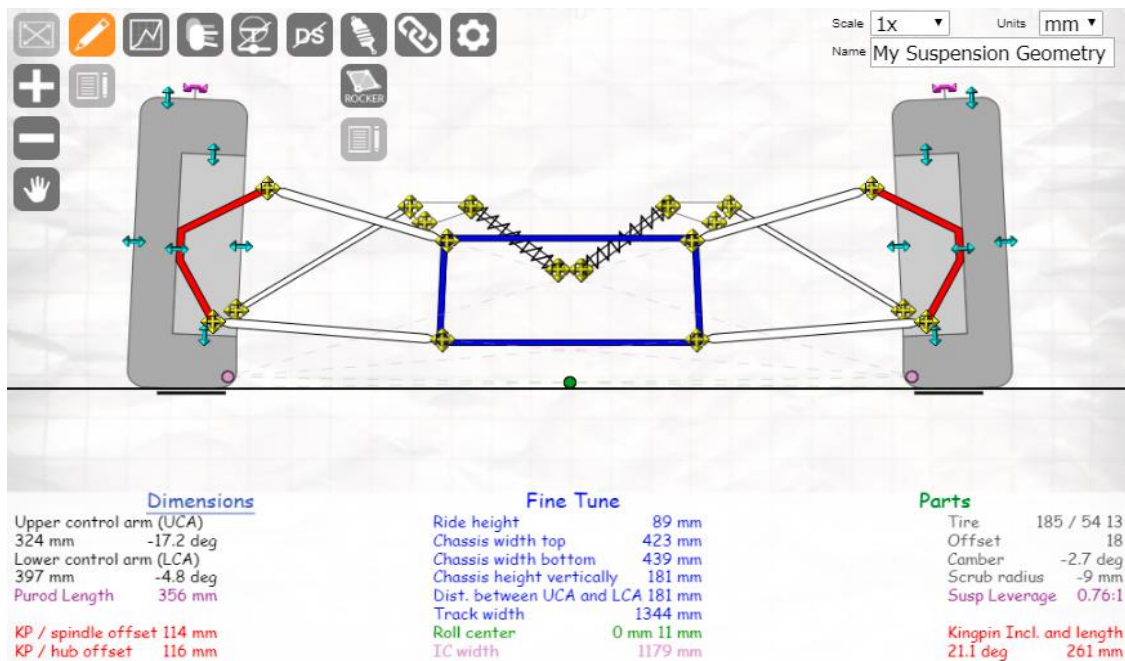 Scale 1x Units mm
Name My Suspension Geometry
DS
ROCKER
Dimensions
Upper control arm (UCA)
324 mm -17.2 deg
Lower control arm (LCA)
397 mm -4.8 deg
Purod Length 356 mm
KP / spindle offset 114 mm
KP / hub offset 116 mm
Fine Tune
Ride height 89 mm
Chassis width top 423 mm
Chassis width bottom 439 mm
Chassis height vertically 181 mm
Dist. between UCA and LCA 181 mm
Track width 1344 mm
Roll center 0 mm 11 mm
IC width 1179 mm
Parts
Tire 185 / 54 13
Offset 18
Camber -2.7 deg
Scrub radius -9 mm
Susp Leverage 0.76:1
Kingpin Incl. and length
21.1 deg 261 mm